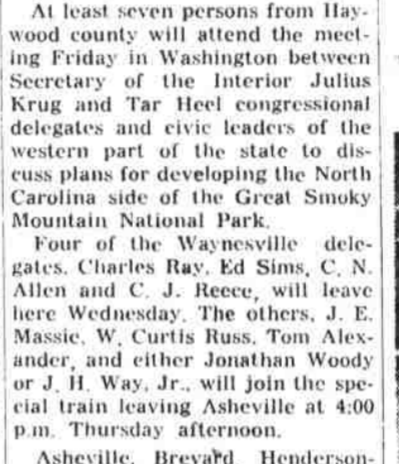 At least seven persons from Hay-
wood county will attend the meet-
ing Friday in Washington between
Secretary of the Interior Julius
Krug and Tar Heel congressional
delegates and civic leaders of the
western part of the state to dis-
cuss plans for developing the North
Carolina side of the Great Smoky
Mountain National Park.
Four of the Waynesville dele-
gates, Charles Ray, Ed Sims, C. N.
Allen and C. J. Reece, will leave
here Wednesday. The others, J. E.
Massie, W. Curtis Russ, Tom Alex-
ander, and either Jonathan Woody
or J. H. Way, Jr., will join the spe-
cial train leaving Asheville at 4:00
p.m. Thursday afternoon.
Asheville, Brevard, Henderson-